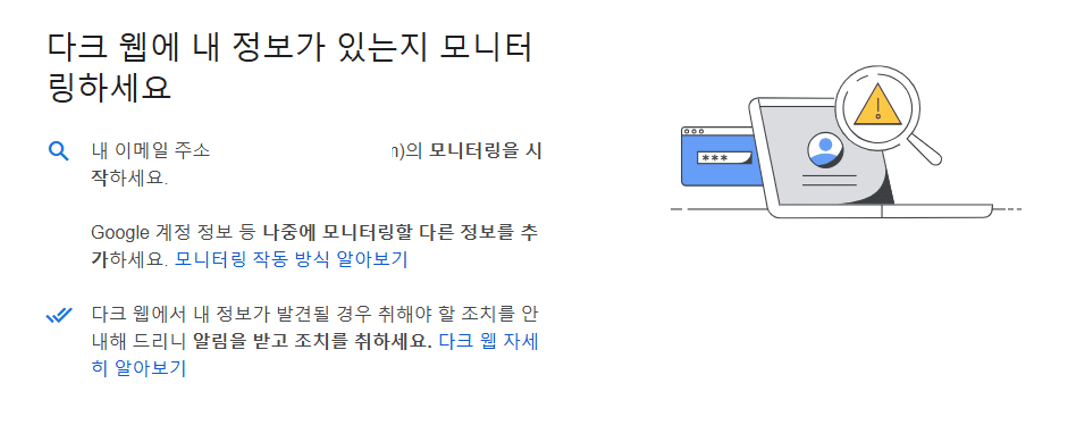 다크 웹에 내 정보가 있는지 모니터
링하세요
내 이메일 주소 )의 모니터링을 시
작하세요.
Google 계정 정보 등 나중에 모니터링할 다른 정보를 추
가하세요. 모니터링 작동 방식 알아보기
다크 웹에서 내 정보가 발견될 경우 취해야 할 조치를 안
내해 드리니 알림을 받고 조치를 취하세요. 다크 웹 자세
히 알아보기
***